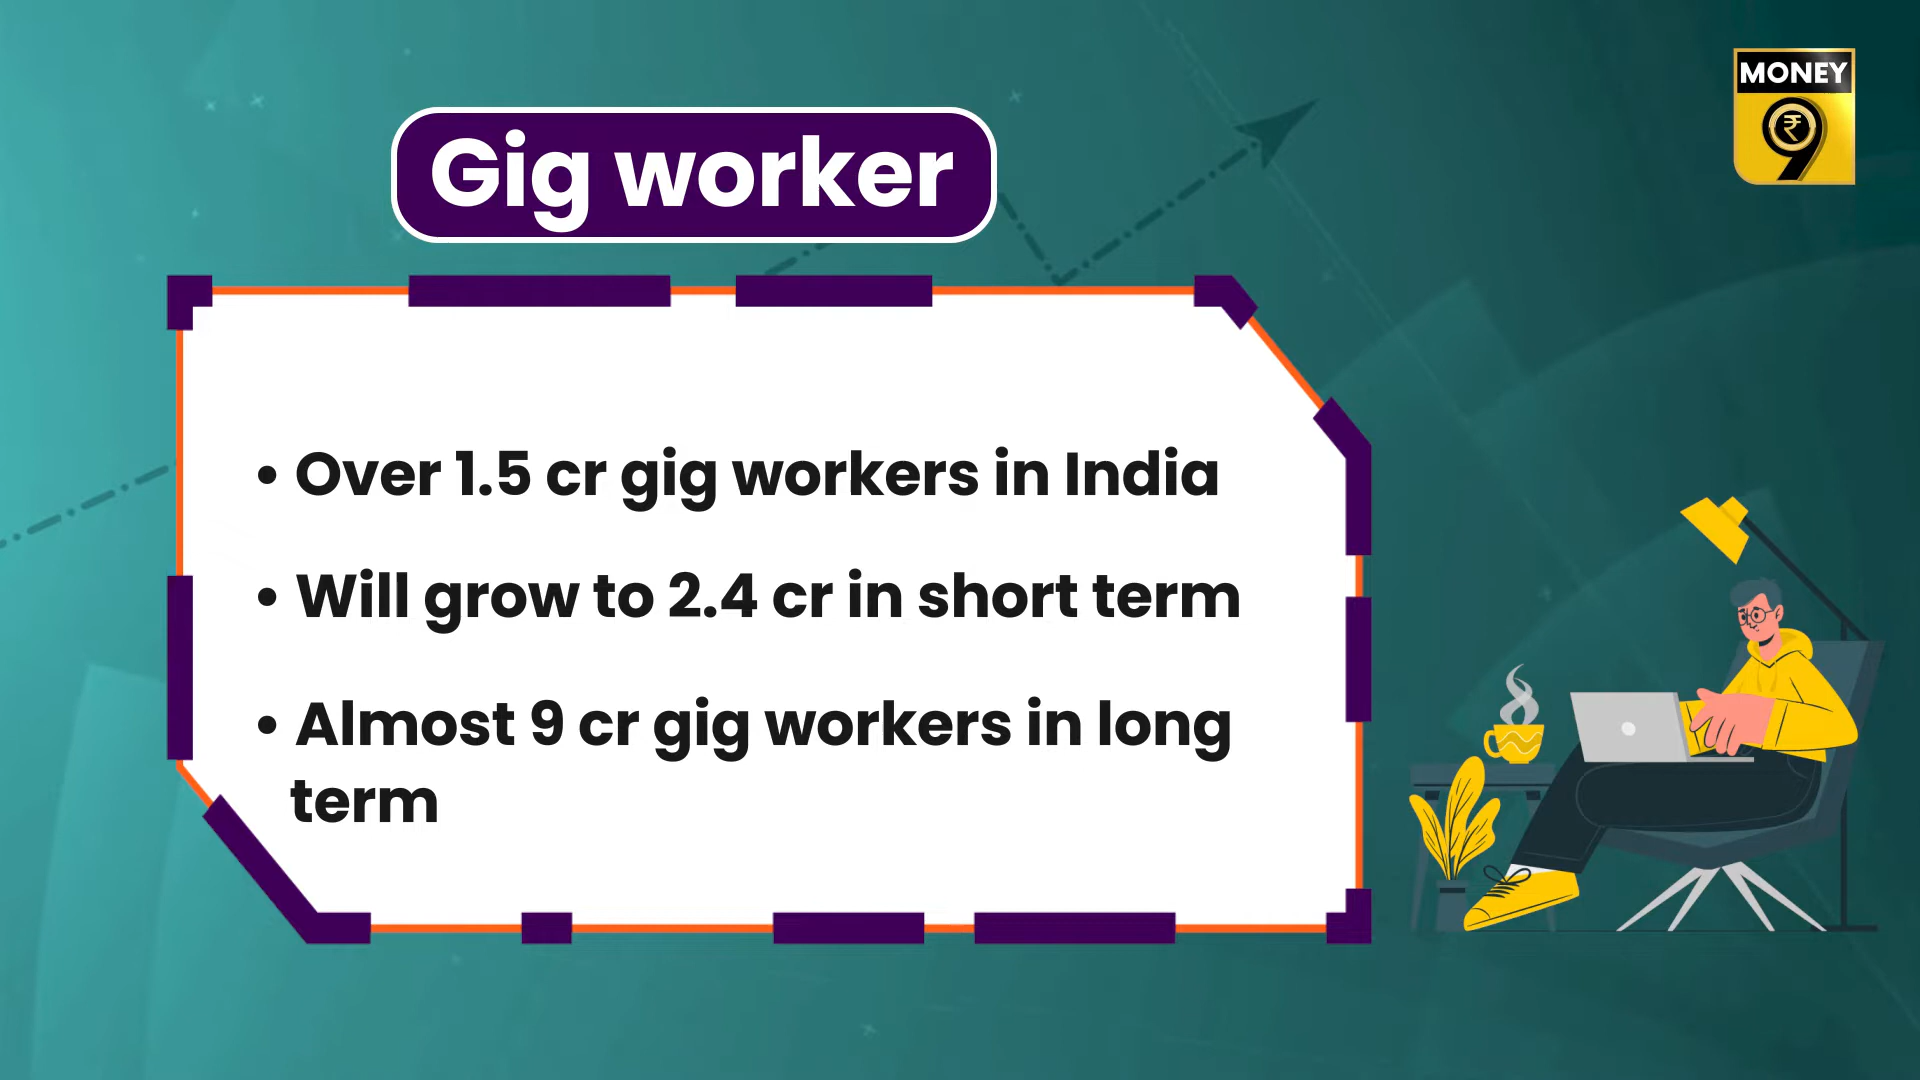 MONEY
₹
9
Gig worker
• Over 1.5 cr gig workers in India
• Will grow to 2.4 cr in short term
• Almost 9 cr gig workers in long
term